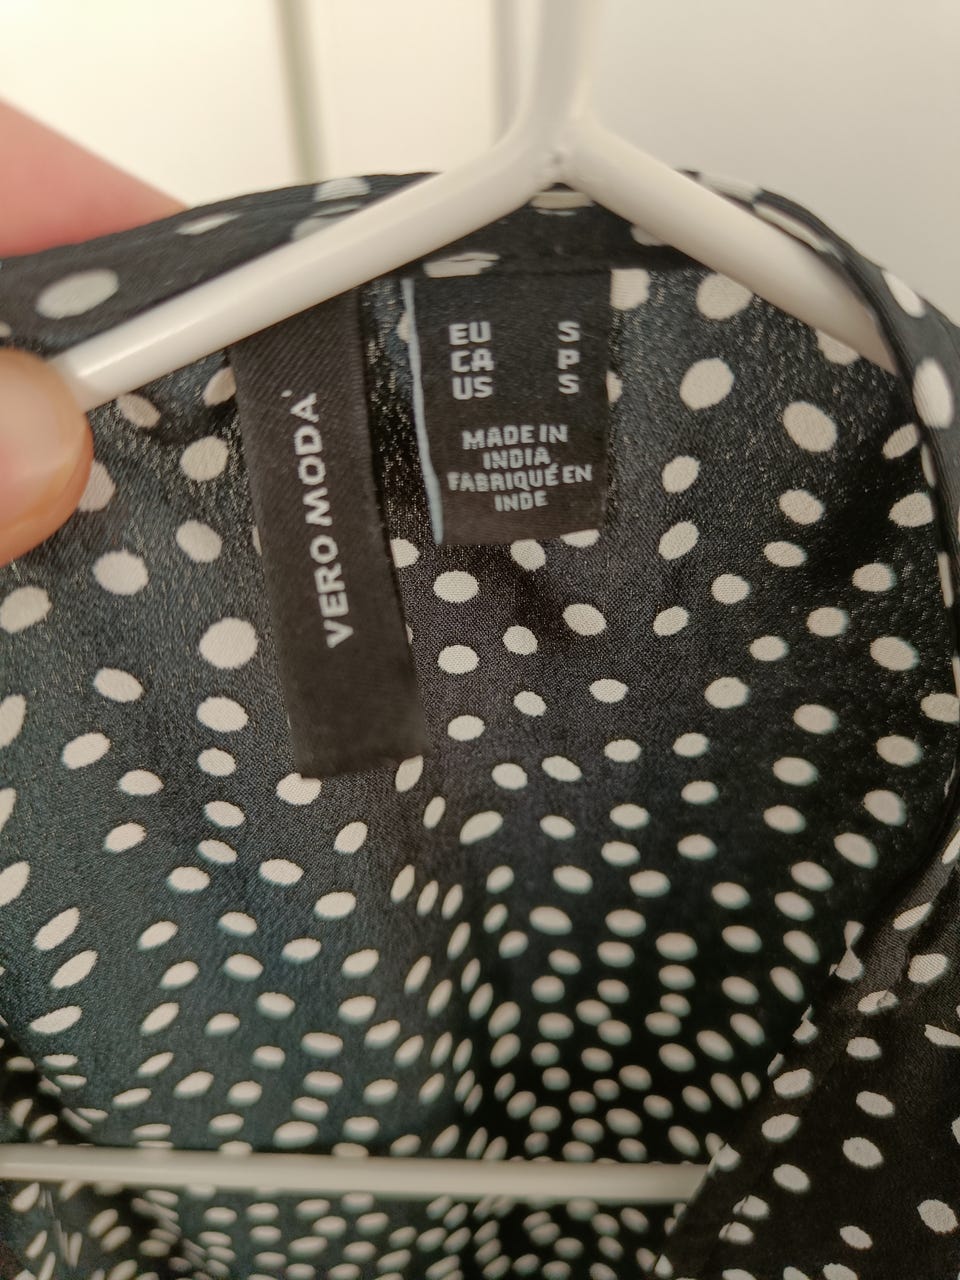 VERO MODA
EU S
CA P
US S
MADE IN
INDIA
FABRIQUÉ EN
INDE